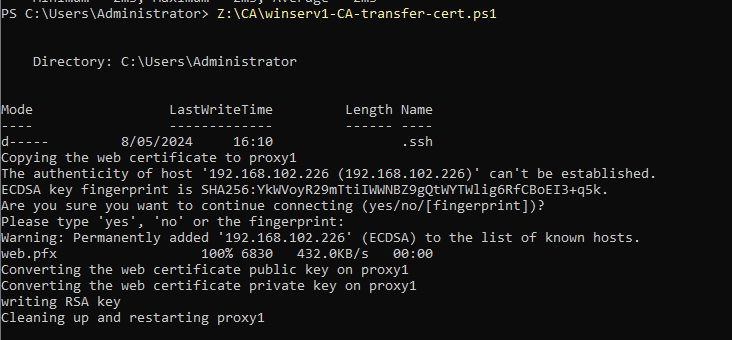 PS C:\Users\Administrator> Z:\CA\winserv1-CA-transfer-cert.ps1
Directory: C:\Users\Administrator
Mode LastWriteTime Length Name
---- ------------- ------ ----
d----- 8/05/2024 16:10 .ssh
Copying the web certificate to proxy1
The authenticity of host '192.168.102.226 (192.168.102.226)' can't be established.
ECDSA key fingerprint is SHA256:YkWVoyR29mTtiIWWNBZ9gQtWYTWlig6RfCBoEI3+q5k.
Are you sure you want to continue connecting (yes/no/[fingerprint])?
Please type 'yes', 'no' or the fingerprint:
Warning: Permanently added '192.168.102.226' (ECDSA) to the list of known hosts.
web.pfx 100% 6830 432.0KB/s 00:00
Converting the web certificate public key on proxy1
Converting the web certificate private key on proxy1
writing RSA key
Cleaning up and restarting proxy1